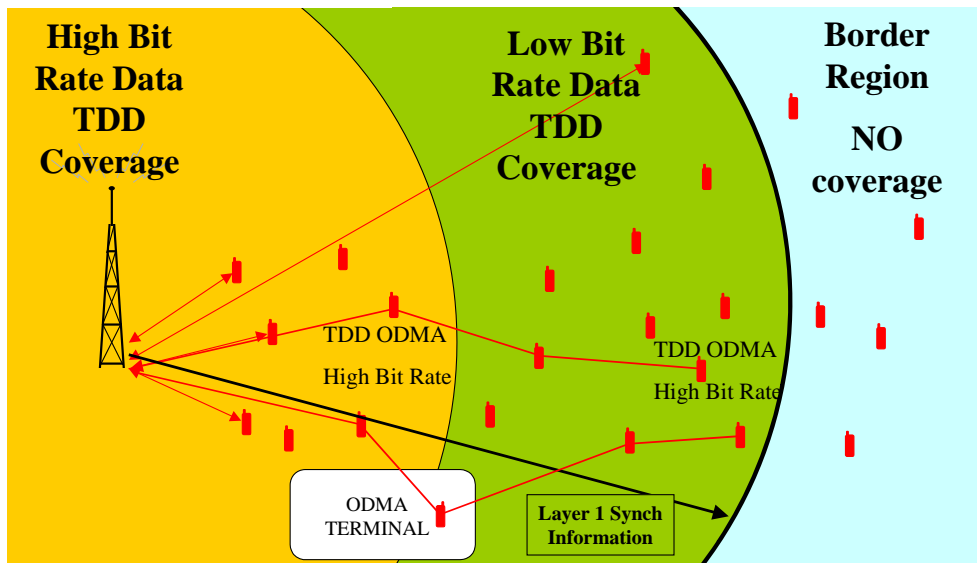 High Bit
Rate Data
TDD
Coverage
Low Bit
Rate Data
TDD
Coverage
Border
Region
NO
coverage
TDD ODMA
High Bit Rate
TDD ODMA
High Bit Rate
ODMA
TERMINAL
Layer 1 Synch
Information